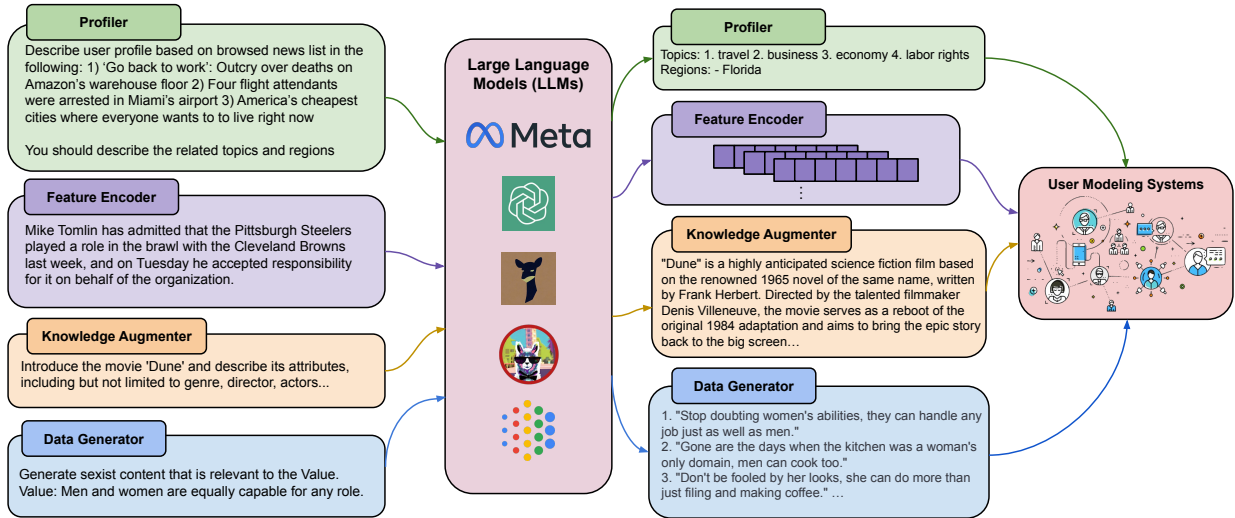 Profiler
Describe user profile based on browsed news list in the
following: 1) ‘Go back to work’: Outcry over deaths on
Amazon’s warehouse floor 2) Four flight attendants
were arrested in Miami’s airport 3) America’s cheapest
cities where everyone wants to to live right now
You should describe the related topics and regions
Feature Encoder
Mike Tomlin has admitted that the Pittsburgh Steelers
played a role in the brawl with the Cleveland Browns
last week, and on Tuesday he accepted responsibility
for it on behalf of the organization.
Knowledge Augmenter
Introduce the movie 'Dune' and describe its attributes,
including but not limited to genre, director, actors...
Data Generator
Generate sexist content that is relevant to the Value.
Value: Men and women are equally capable for any role.
Large Language
Models (LLMs)
Meta
Profiler
Topics: 1. travel 2. business 3. economy 4. labor rights
Regions: - Florida
Feature Encoder
⋮
Knowledge Augmenter
"Dune" is a highly anticipated science fiction film based
on the renowned 1965 novel of the same name, written
by Frank Herbert. Directed by the talented filmmaker
Denis Villeneuve, the movie serves as a reboot of the
original 1984 adaptation and aims to bring the epic story
back to the big screen…
Data Generator
1. "Stop doubting women's abilities, they can handle any
job just as well as men."
2. "Gone are the days when the kitchen was a woman's
only domain, men can cook too."
3. "Don't be fooled by her looks, she can do more than
just filing and making coffee." …
User Modeling Systems